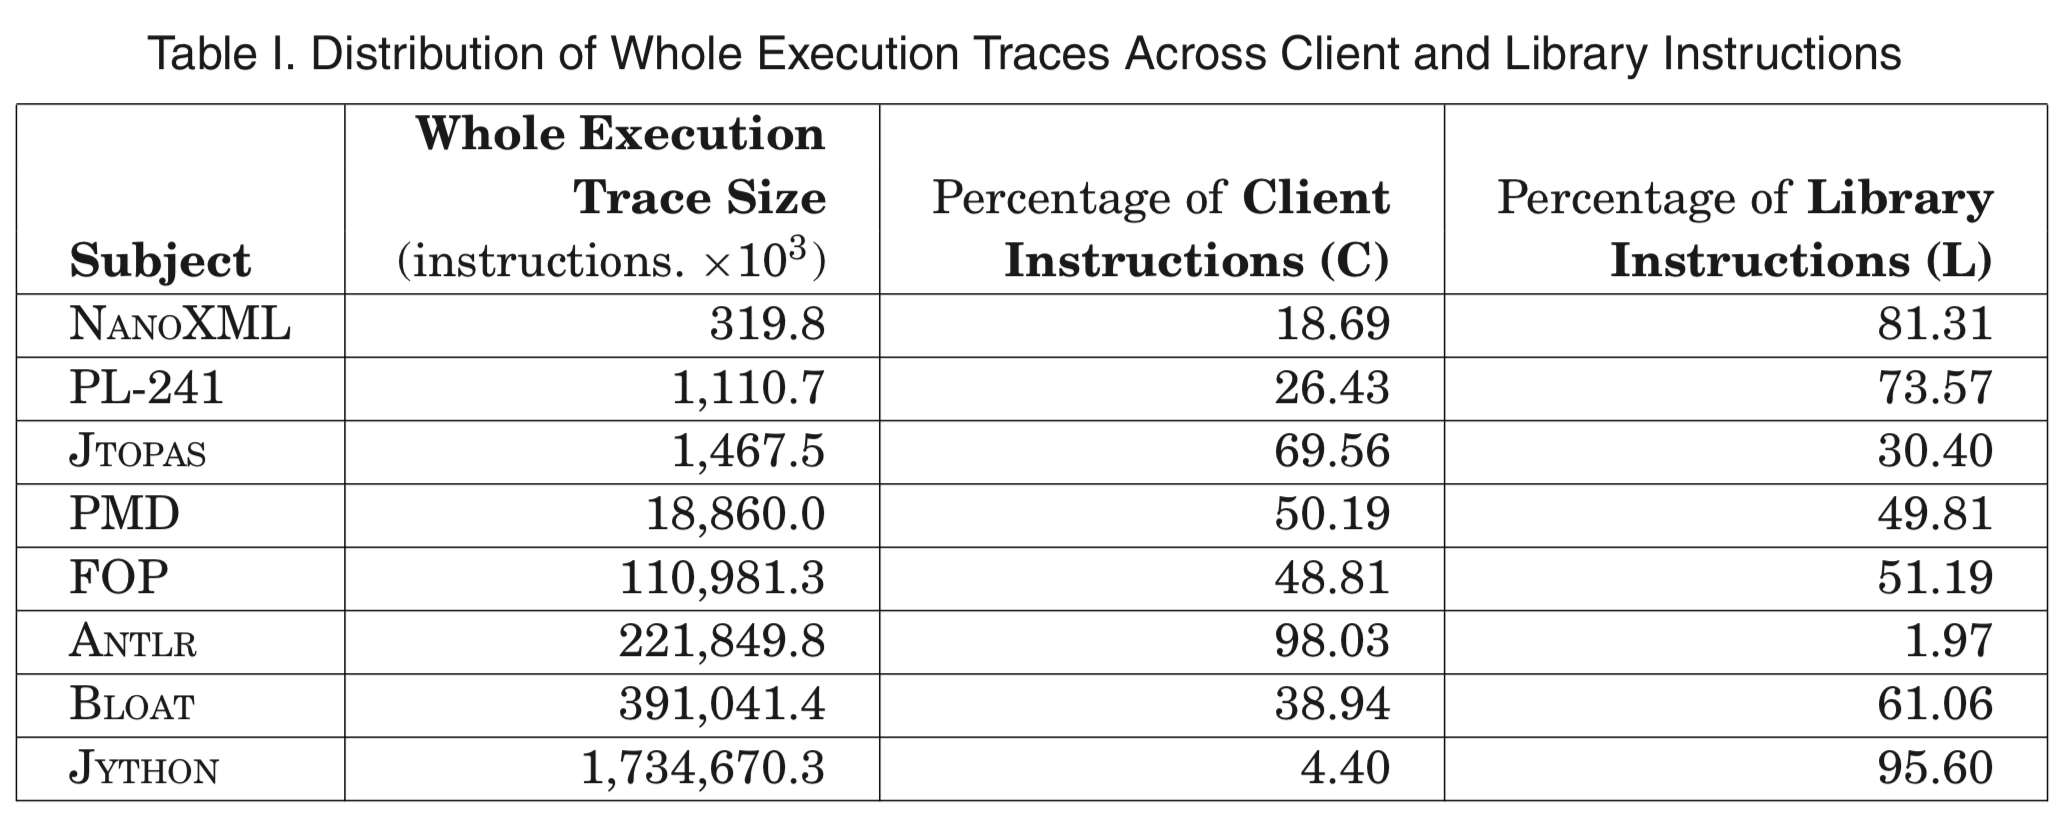 Table I. Distribution of Whole Execution Traces Across Client and Library Instructions
Subject | Whole Execution Trace Size (instructions. ×10³) | Percentage of Client Instructions (C) | Percentage of Library Instructions (L)
NANOXML 319.8 18.69 81.31
PL-241 1,110.7 26.43 73.57
JTOPAS 1,467.5 69.56 30.40
PMD 18,860.0 50.19 49.81
FOP 110,981.3 48.81 51.19
ANTLR 221,849.8 98.03 1.97
BLOAT 391,041.4 38.94 61.06
JYTHON 1,734,670.3 4.40 95.60